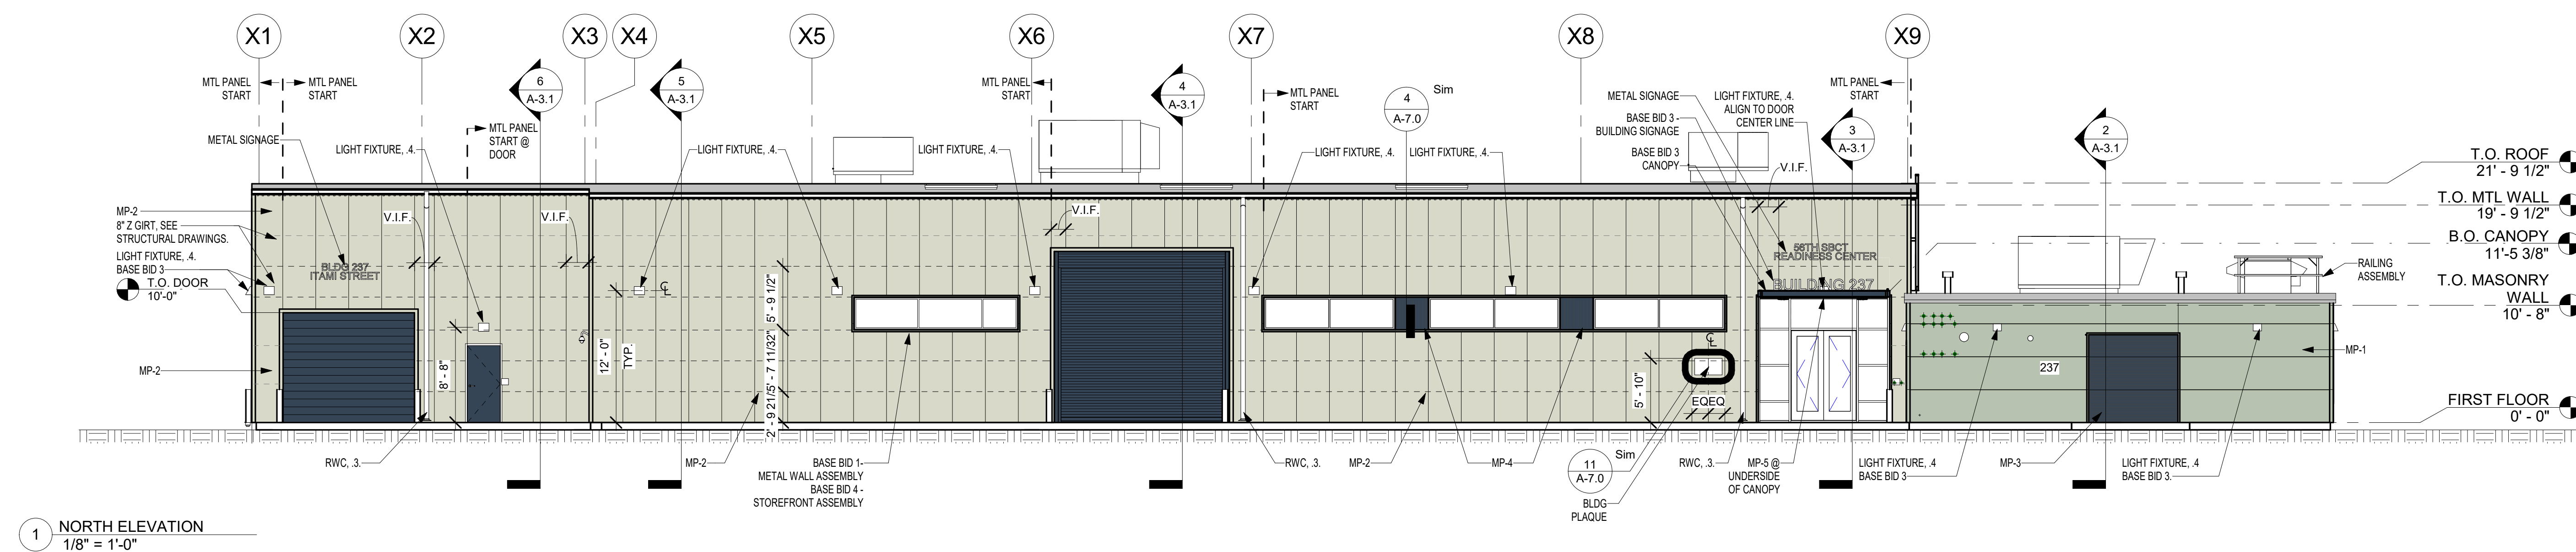 X1
X2
X3
X4
X5
X6
X7
X8
X9
MTL PANEL
START
MTL PANEL
START
6
A-3.1
5
A-3.1
MTL PANEL
START
4
A-3.1
MTL PANEL
START
4
A-7.0
Sim
METAL SIGNAGE
BASE BID 3 -
BUILDING SIGNAGE
BASE BID 3
CANOPY
LIGHT FIXTURE, .4.
ALIGN TO DOOR
CENTER LINE
MTL PANEL
START
3
A-3.1
2
A-3.1
METAL SIGNAGE
LIGHT FIXTURE, .4.
MTL PANEL
START @
DOOR
LIGHT FIXTURE, .4.
LIGHT FIXTURE, .4.
LIGHT FIXTURE, .4.
LIGHT FIXTURE, .4.
V.I.F.
T.O. ROOF
21' - 9 1/2"
T.O. MTL WALL
19' - 9 1/2"
B.O. CANOPY
11'-5 3/8"
T.O. MASONRY
WALL
10' - 8"
FIRST FLOOR
0' - 0"
MP-2
8" Z GIRT, SEE
STRUCTURAL DRAWINGS.
LIGHT FIXTURE, .4.
BASE BID 3
T.O. DOOR
10'-0"
MP-2
V.I.F.
V.I.F.
V.I.F.
BLDG 237
ITAMI STREET
56TH SBCT
READINESS CENTER
BUILDING 237
RAILING
ASSEMBLY
8' - 8"
12' - 0"
TYP.
5' - 9 1/2"
2' - 9 21/5' - 7 11/32"
5' - 10"
CL
CL
EQEQ
237
MP-1
RWC, .3.
MP-2
BASE BID 1-
METAL WALL ASSEMBLY
BASE BID 4 -
STOREFRONT ASSEMBLY
RWC, .3.
MP-2
MP-4
11
A-7.0
Sim
BLDG
PLAQUE
RWC, .3.
MP-5 @
UNDERSIDE
OF CANOPY
LIGHT FIXTURE, .4
BASE BID 3
MP-3
LIGHT FIXTURE, .4
BASE BID 3.
1
NORTH ELEVATION
1/8" = 1'-0"